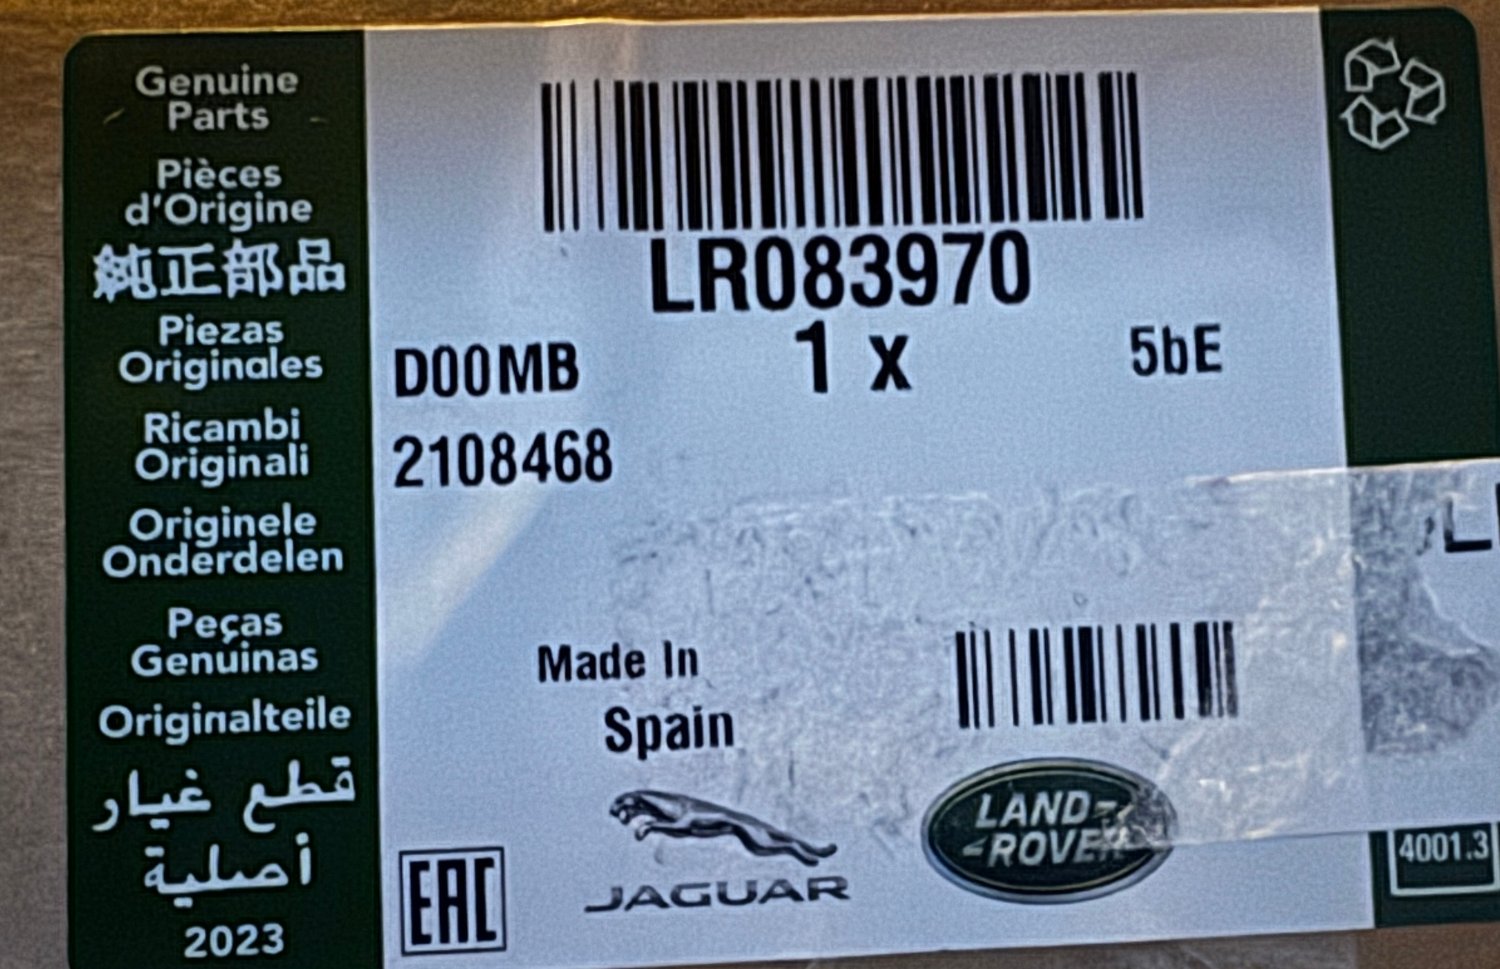 Genuine
Parts
Pièces
d'Origine
純正部品
Piezas
Originales
Ricambi
Originali
Originele
Onderdelen
Peças
Genuinas
Originalteile
قطع غيار
أصلية
2023
LR083970
D00MB
1 x
5bE
2108468
Made In
Spain
JAGUAR
LAND-
-ROVER
EAC
4001.3